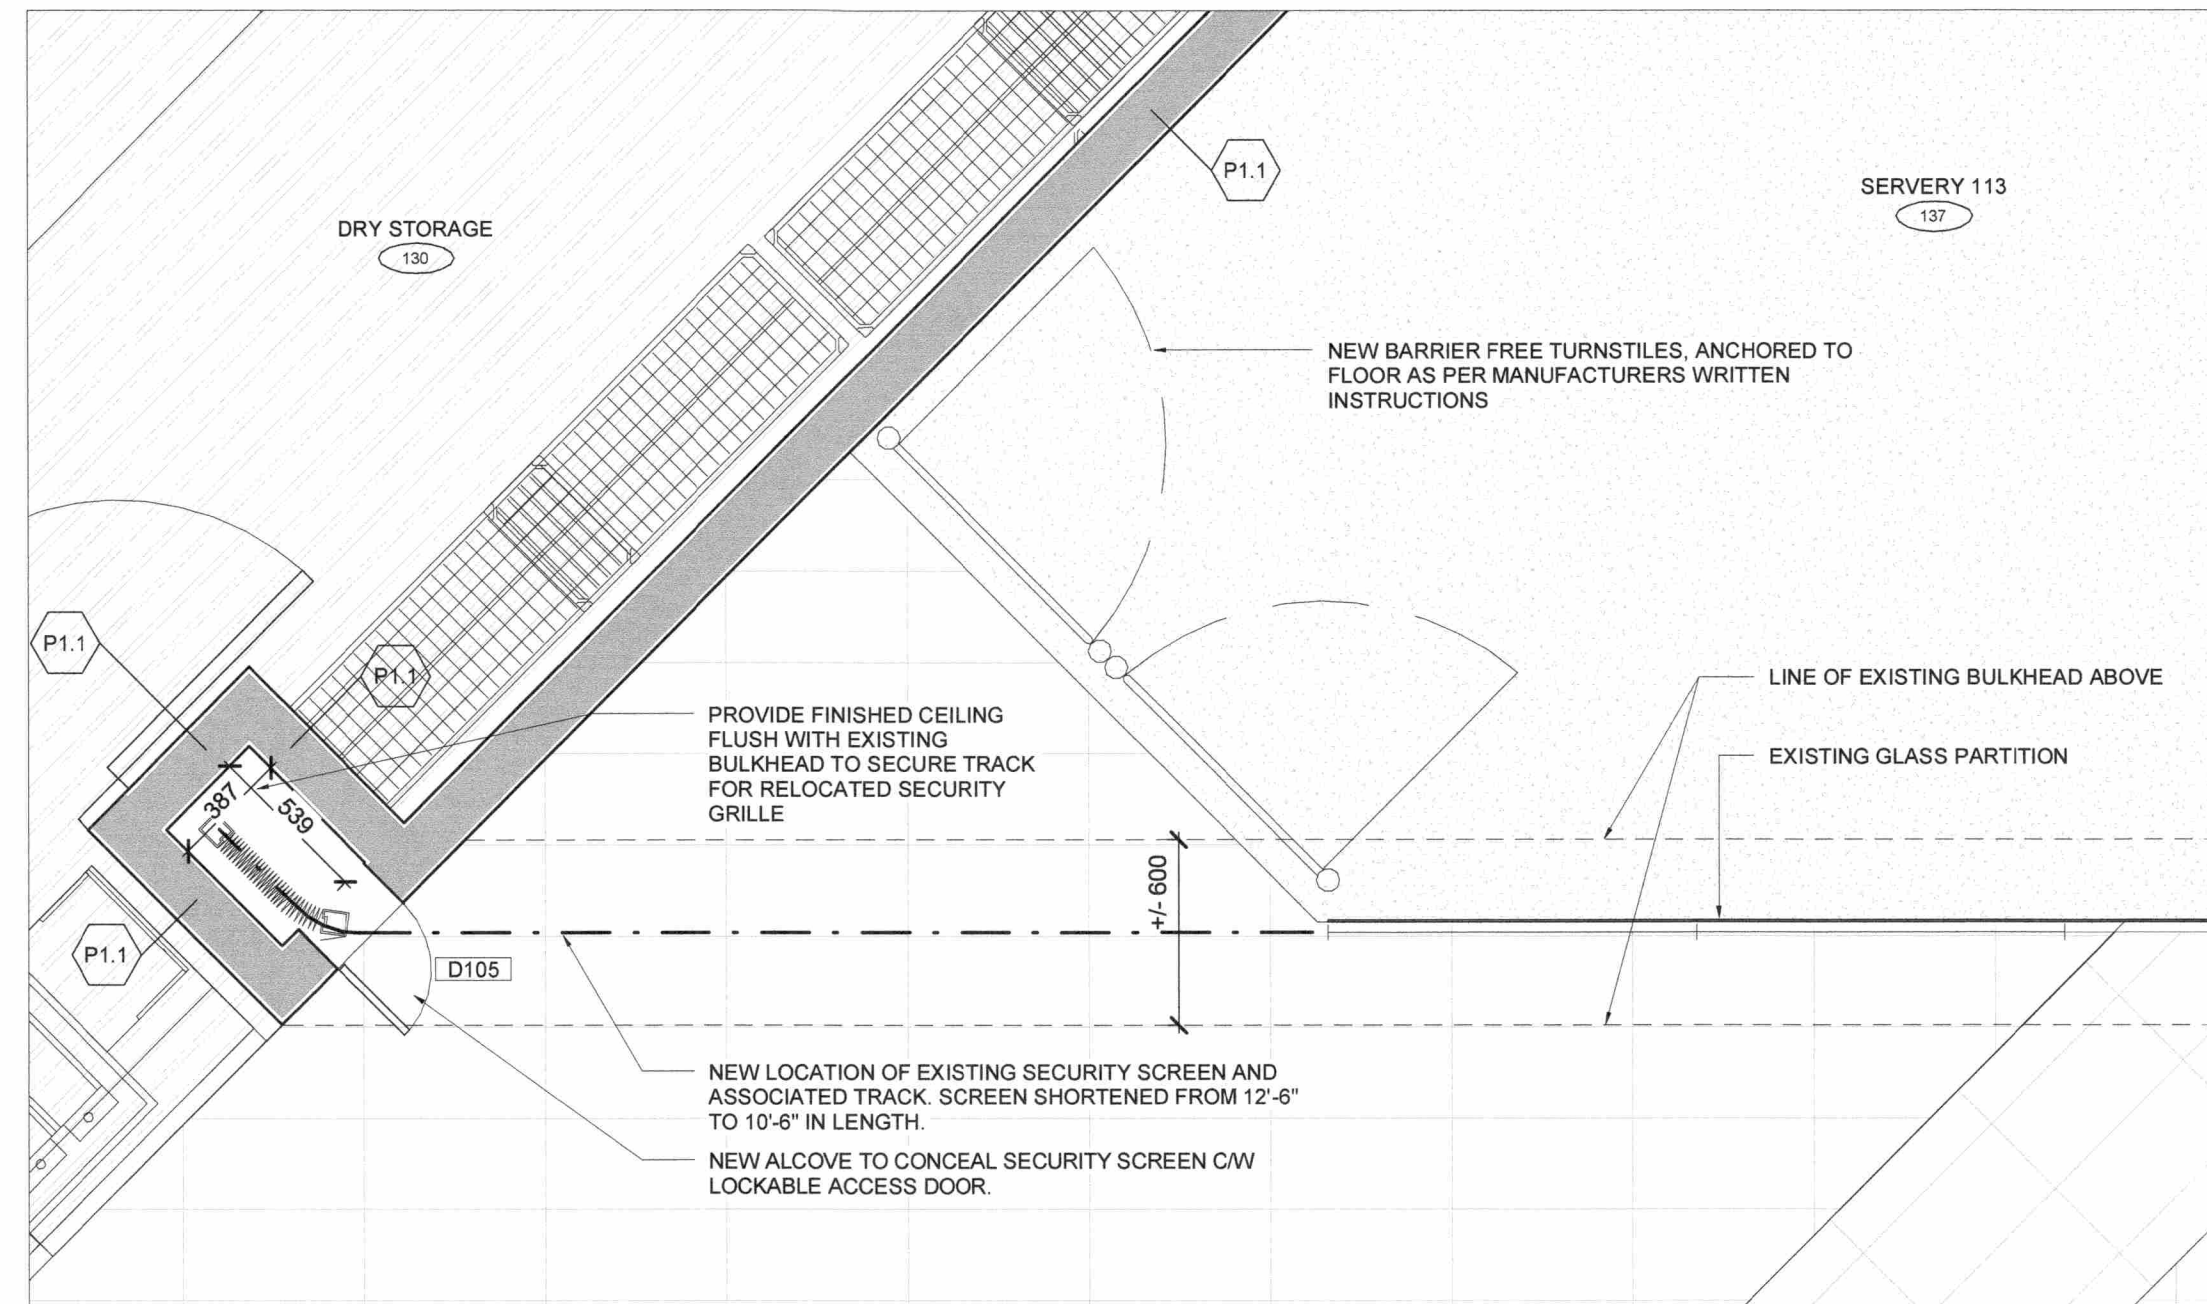 P1.1
SERVERY 113
137
DRY STORAGE
130
NEW BARRIER FREE TURNSTILES, ANCHORED TO
FLOOR AS PER MANUFACTURERS WRITTEN
INSTRUCTIONS
P1.1
P1.1
LINE OF EXISTING BULKHEAD ABOVE
PROVIDE FINISHED CEILING
FLUSH WITH EXISTING
BULKHEAD TO SECURE TRACK
FOR RELOCATED SECURITY
GRILLE
EXISTING GLASS PARTITION
387
539
+/- 600
P1.1
D105
NEW LOCATION OF EXISTING SECURITY SCREEN AND
ASSOCIATED TRACK. SCREEN SHORTENED FROM 12'-6"
TO 10'-6" IN LENGTH.
NEW ALCOVE TO CONCEAL SECURITY SCREEN C/W
LOCKABLE ACCESS DOOR.